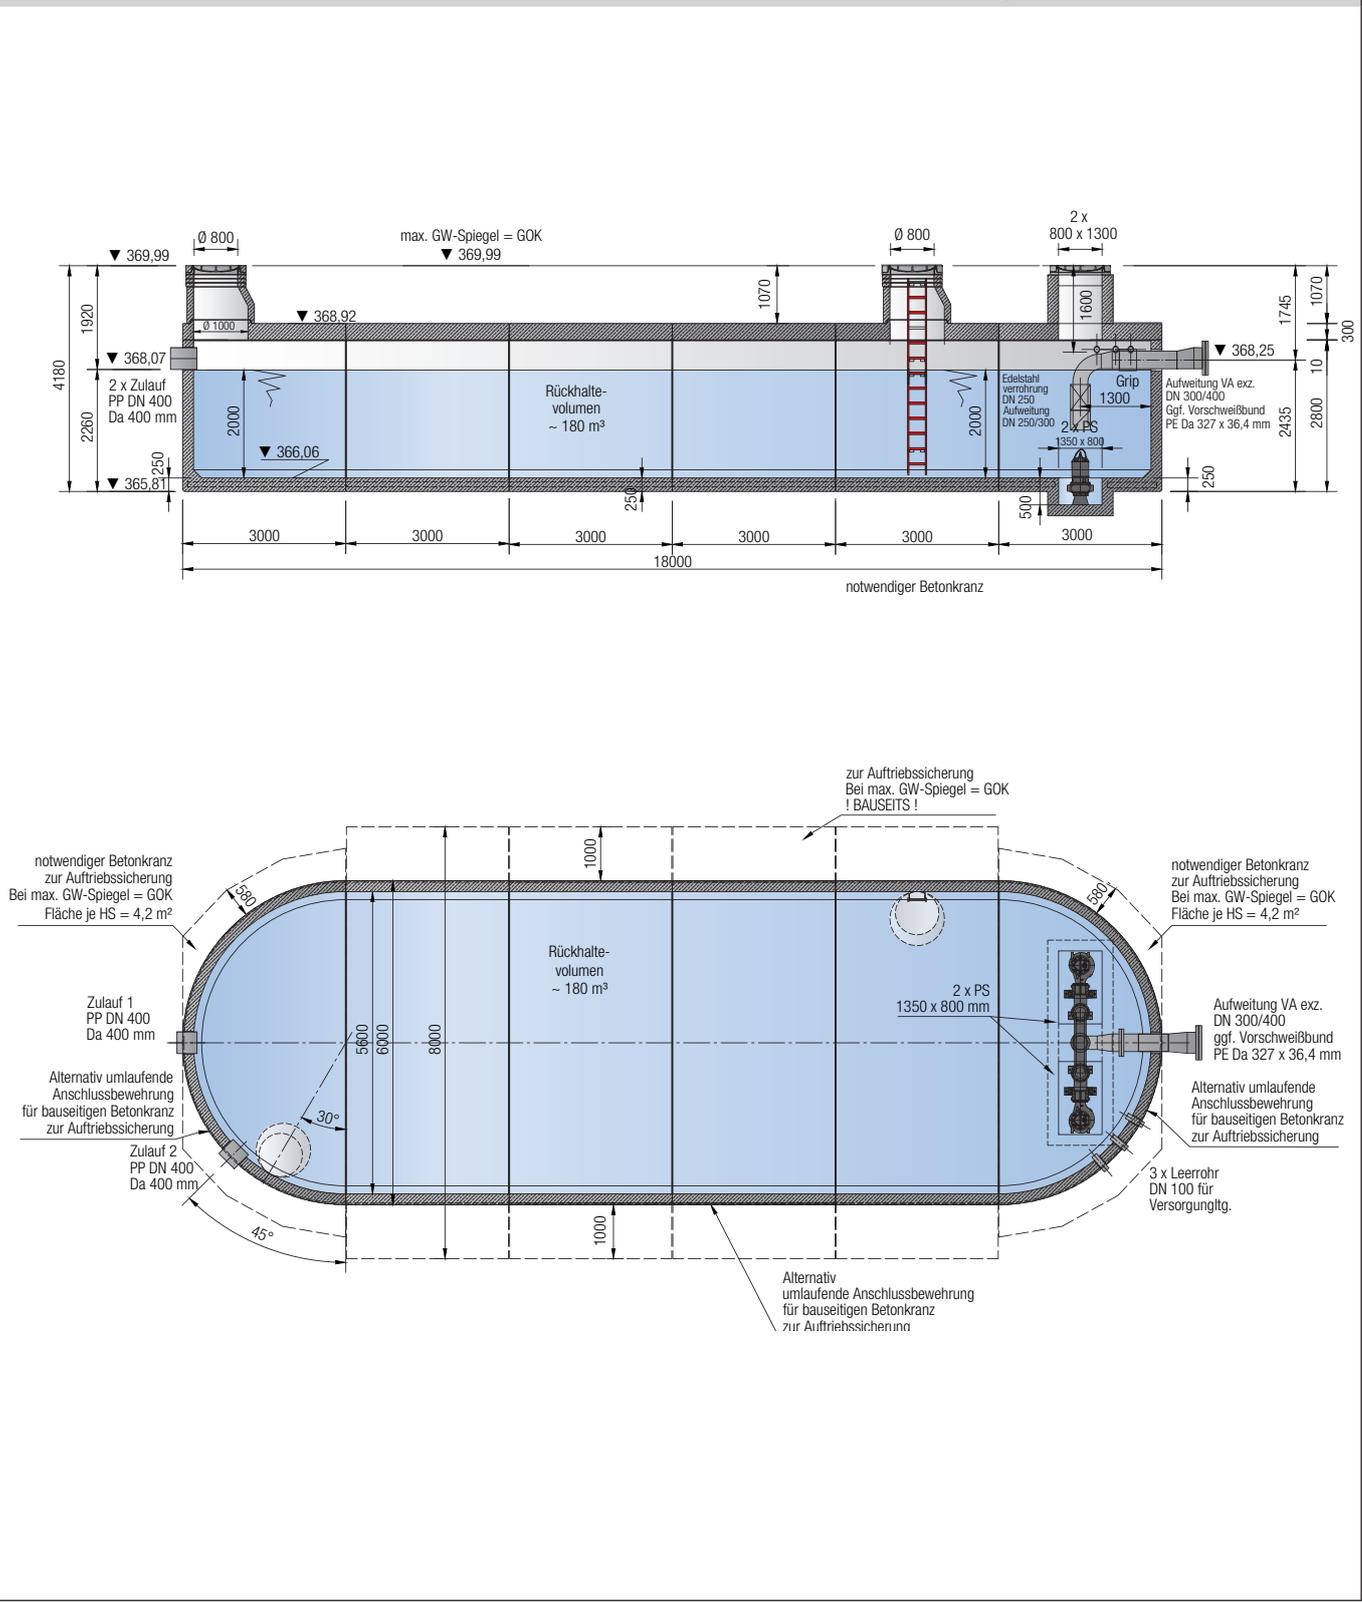 2 x
800 x 1300
Ø 800
max. GW-Spiegel = GOK
Ø 800
▼ 369,99
▼ 369,99
1920
4180
1070
1600
1745
1070
300
Ø 1000
▼ 368,92
▼ 368,07
▼ 368,25
2 x Zulauf
PP DN 400
Da 400 mm
2260
2000
Rückhalte-
volumen
~ 180 m³
2000
Edelstahl
verrohrung
DN 250
Aufweitung
DN 250/300
Grip
1300
2 x PS
1350 x 800
Aufweitung VA exz.
DN 300/400
Ggf. Vorschweißbund
PE Da 327 x 36,4 mm
10
2435
2800
▼ 366,06
250
▼ 365,81
250
500
250
3000
3000
3000
3000
3000
3000
18000
notwendiger Betonkranz
zur Auftriebssicherung
Bei max. GW-Spiegel = GOK
! BAUSEITS !
notwendiger Betonkranz
zur Auftriebssicherung
Bei max. GW-Spiegel = GOK
Fläche je HS = 4,2 m²
580
1000
580
notwendiger Betonkranz
zur Auftriebssicherung
Bei max. GW-Spiegel = GOK
Fläche je HS = 4,2 m²
Rückhalte-
volumen
~ 180 m³
2 x PS
1350 x 800 mm
Zulauf 1
PP DN 400
Da 400 mm
5600
6000
8000
Aufweitung VA exz.
DN 300/400
ggf. Vorschweißbund
PE Da 327 x 36,4 mm
Alternativ umlaufende
Anschlussbewehrung
für bauseitigen Betonkranz
zur Auftriebssicherung
30°
Alternativ umlaufende
Anschlussbewehrung
für bauseitigen Betonkranz
zur Auftriebssicherung
Zulauf 2
PP DN 400
Da 400 mm
3 x Leerrohr
DN 100 für
Versorgungltg.
45°
1000
Alternativ
umlaufende Anschlussbewehrung
für bauseitigen Betonkranz
zur Auftriebssicherung